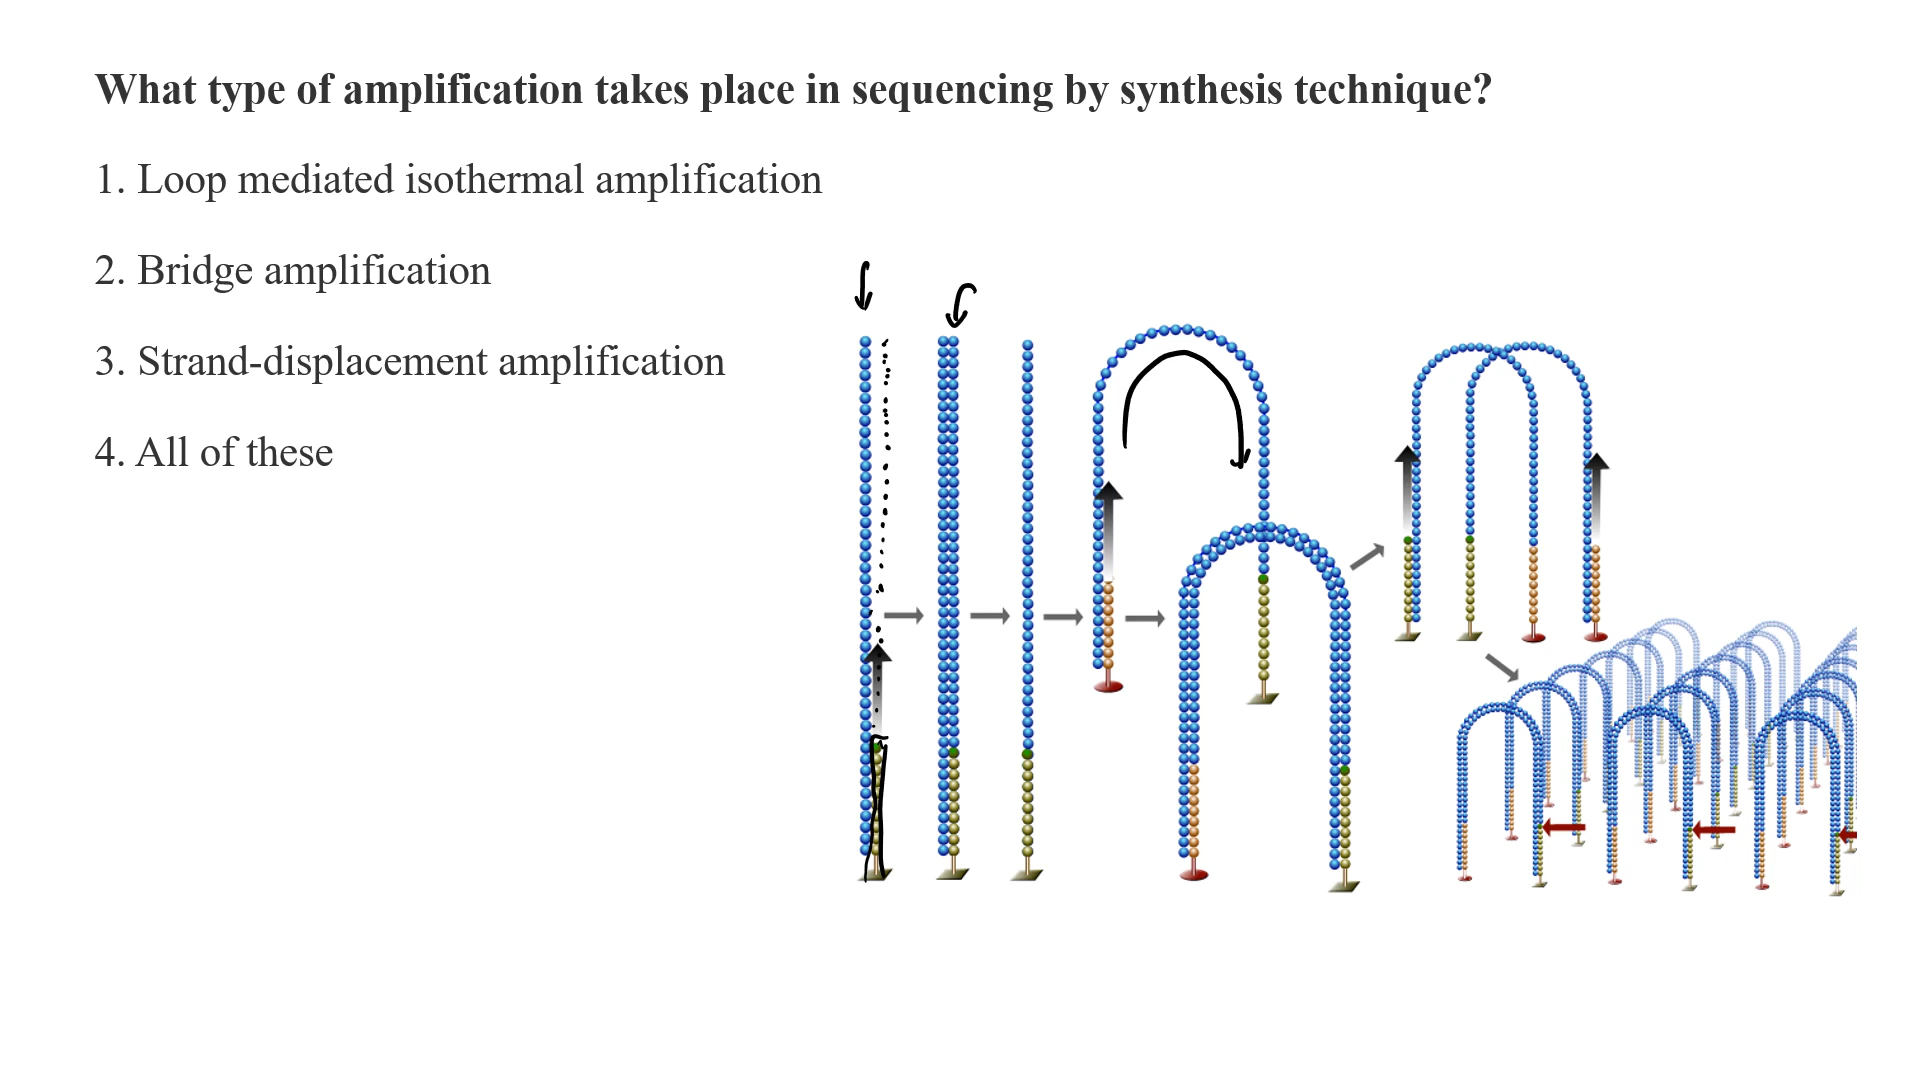 What type of amplification takes place in sequencing by synthesis technique?
1. Loop mediated isothermal amplification
2. Bridge amplification
3. Strand-displacement amplification
4. All of these